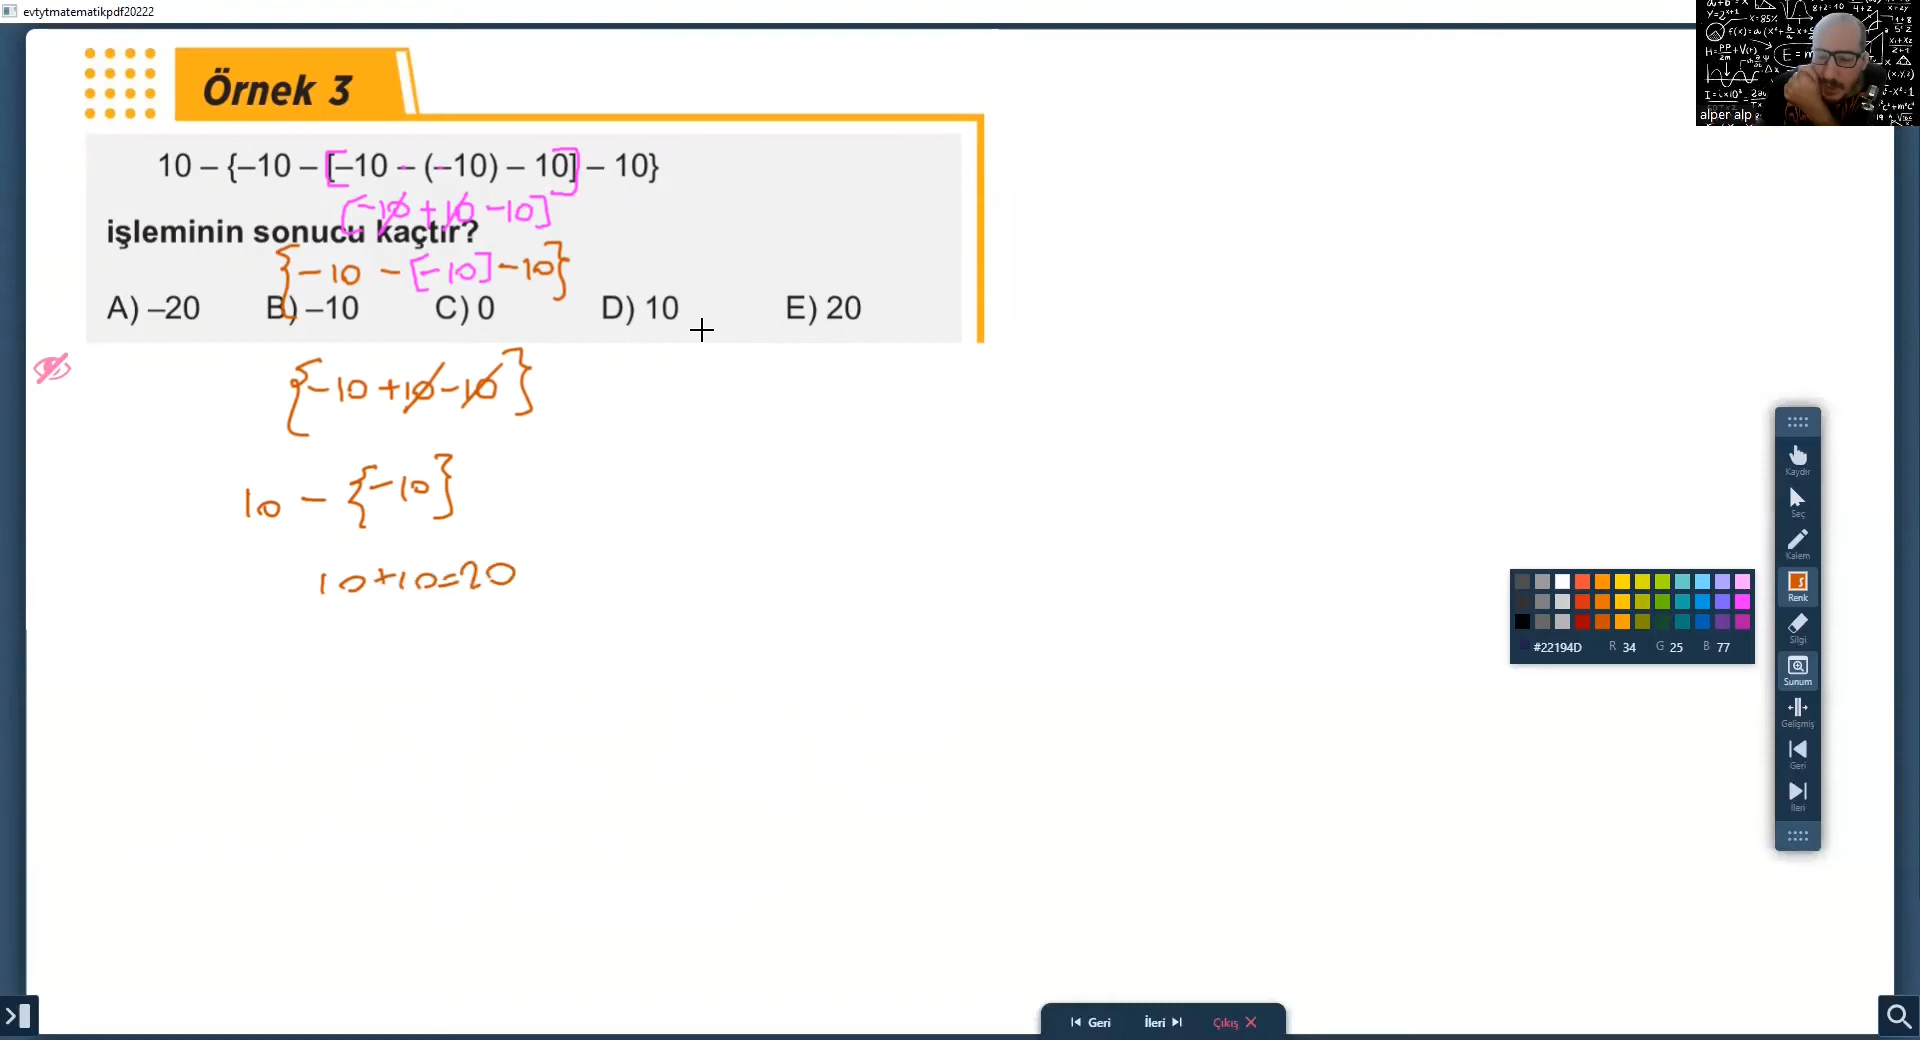 evtytmatematikpdf20222
Örnek 3
10 – {–10 – [–10 – (–10) – 10] – 10}
[-10 + 10 - 10]
işleminin sonucu kaçtır?
{-10 - [-10] - 10}
A) –20 B) –10 C) 0 D) 10 E) 20
{-10 + 10 - 10}
10 - {-10}
10+10=20
alper alp
Kaydır
Seç
Kalem
Renk
Silgi
Sunum
Gelişmiş
Geri
İleri
#22194D R 34 G 25 B 77
Geri İleri Çıkış